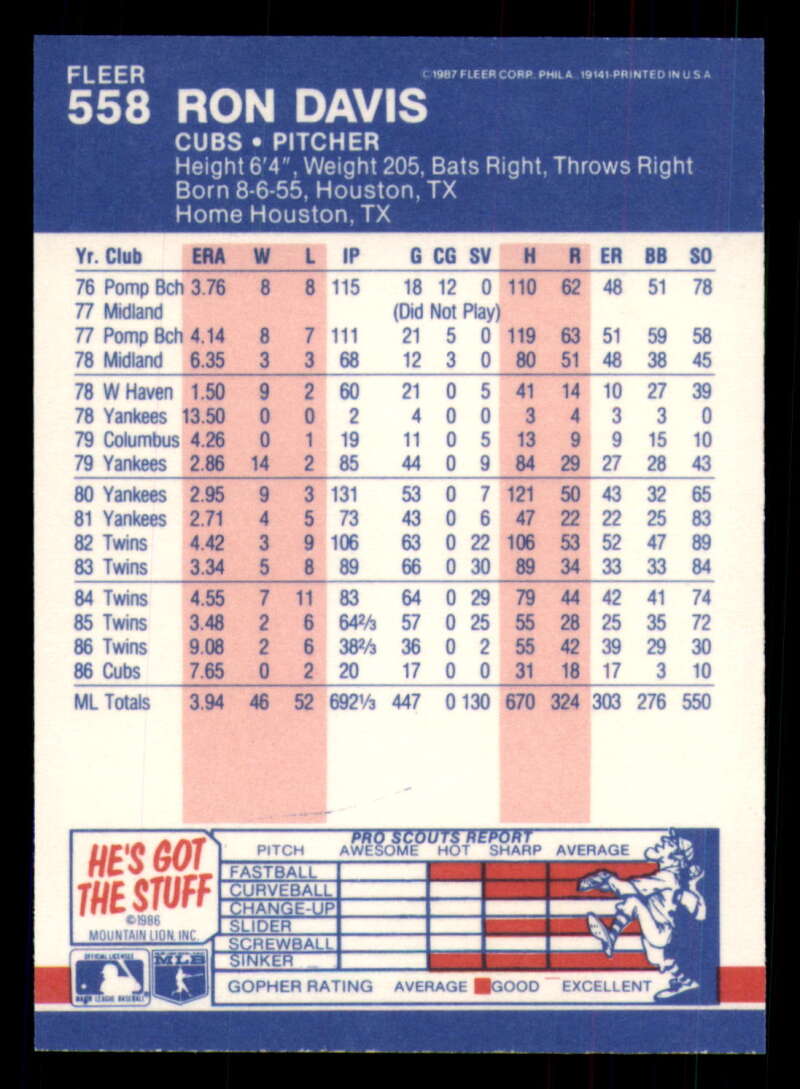 FLEER
©1987 FLEER CORP. PHILA. 19141-PRINTED IN U.S.A.
558 RON DAVIS
CUBS • PITCHER
Height 6'4", Weight 205, Bats Right, Throws Right
Born 8-6-55, Houston, TX
Home Houston, TX
Yr. Club ERA W L IP G CG SV H R ER BB SO
76 Pomp Bch 3.76 8 8 115 18 12 0 110 62 48 51 78
77 Midland (Did Not Play)
77 Pomp Bch 4.14 8 7 111 21 5 0 119 63 51 59 58
78 Midland 6.35 3 3 68 12 3 0 80 51 48 38 45
78 W Haven 1.50 9 2 60 21 0 5 41 14 10 27 39
78 Yankees 13.50 0 0 2 4 0 0 3 4 3 3 0
79 Columbus 4.26 0 1 19 11 0 5 13 9 9 15 10
79 Yankees 2.86 14 2 85 44 0 9 84 29 27 28 43
80 Yankees 2.95 9 3 131 53 0 7 121 50 43 32 65
81 Yankees 2.71 4 5 73 43 0 6 47 22 22 25 83
82 Twins 4.42 3 9 106 63 0 22 106 53 52 47 89
83 Twins 3.34 5 8 89 66 0 30 89 34 33 33 84
84 Twins 4.55 7 11 83 64 0 29 79 44 42 41 74
85 Twins 3.48 2 6 64⅔ 57 0 25 55 28 25 35 72
86 Twins 9.08 2 6 38⅔ 36 0 2 55 42 39 29 30
86 Cubs 7.65 0 2 20 17 0 0 31 18 17 3 10
ML Totals 3.94 46 52 692⅓ 447 0 130 670 324 303 276 550
HE'S GOT
THE STUFF
©1986
MOUNTAIN LION, INC.
OFFICIAL LICENSEE
MAJOR LEAGUE BASEBALL
MLB
PRO SCOUTS REPORT
PITCH AWESOME HOT SHARP AVERAGE
FASTBALL
CURVEBALL
CHANGE-UP
SLIDER
SCREWBALL
SINKER
GOPHER RATING AVERAGE GOOD EXCELLENT